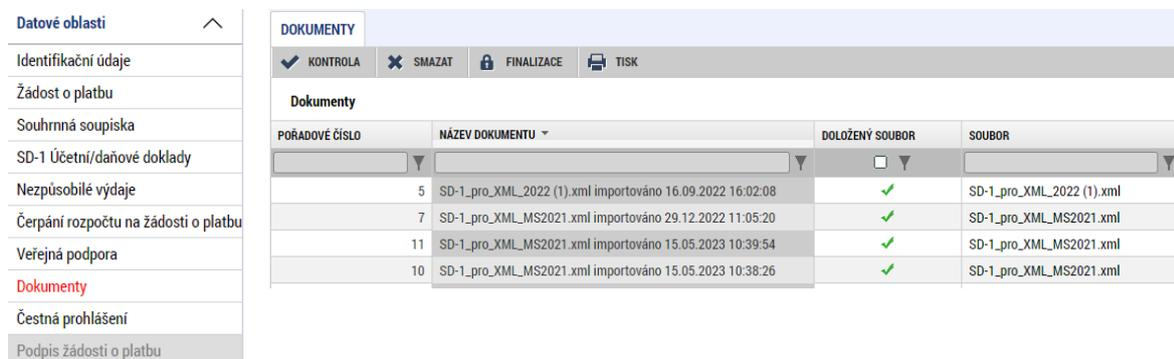 Datové oblasti
Identifikační údaje
Žádost o platbu
Souhrnná soupiska
SD-1 Účetní/daňové doklady
Nezpůsobilé výdaje
Čerpání rozpočtu na žádosti o platbu
Veřejná podpora
Dokumenty
Čestná prohlášení
Podpis žádosti o platbu
DOKUMENTY
KONTROLA SMAZAT FINALIZACE TISK
Dokumenty
POŘADOVÉ ČÍSLO NÁZEV DOKUMENTU DOLOŽENÝ SOUBOR SOUBOR
5 SD-1_pro_XML_2022 (1).xml importováno 16.09.2022 16:02:08 SD-1_pro_XML_2022 (1).xml
7 SD-1_pro_XML_MS2021.xml importováno 29.12.2022 11:05:20 SD-1_pro_XML_MS2021.xml
11 SD-1_pro_XML_MS2021.xml importováno 15.05.2023 10:39:54 SD-1_pro_XML_MS2021.xml
10 SD-1_pro_XML_MS2021.xml importováno 15.05.2023 10:38:26 SD-1_pro_XML_MS2021.xml